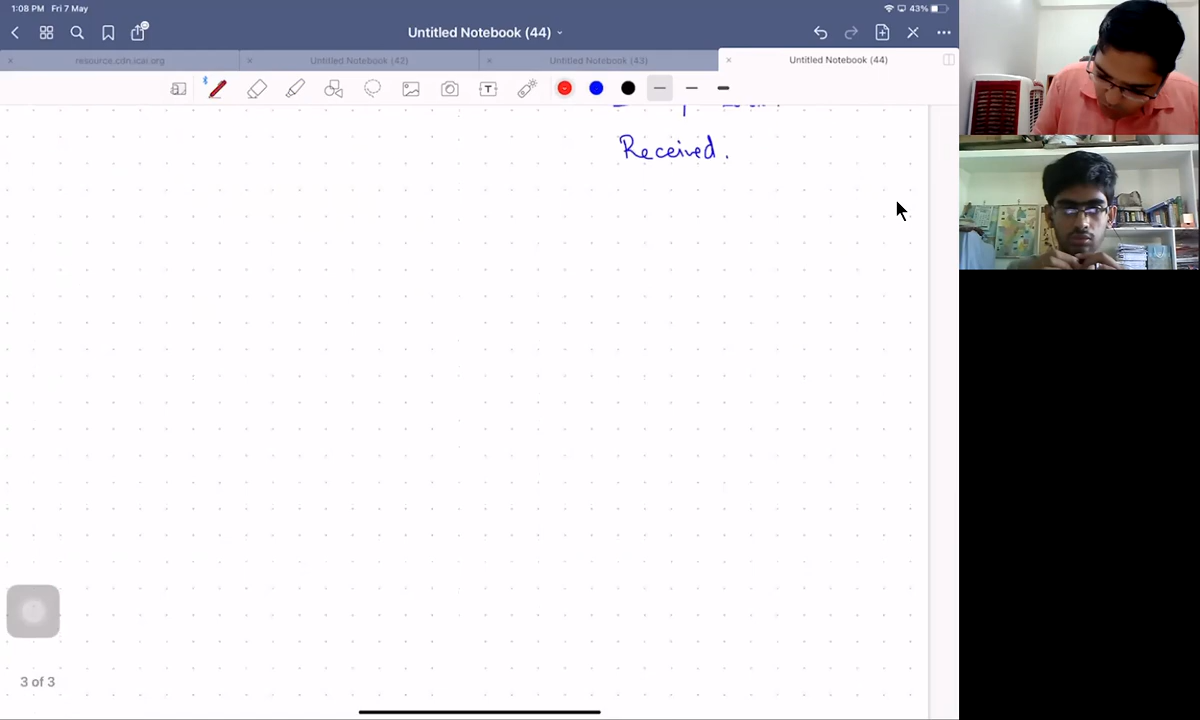 1:08 PM Fri 7 May
43%
Untitled Notebook (44)
resource.cdn.icai.org
Untitled Notebook (42)
Untitled Notebook (43)
Untitled Notebook (44)
T
Received.
3 of 3